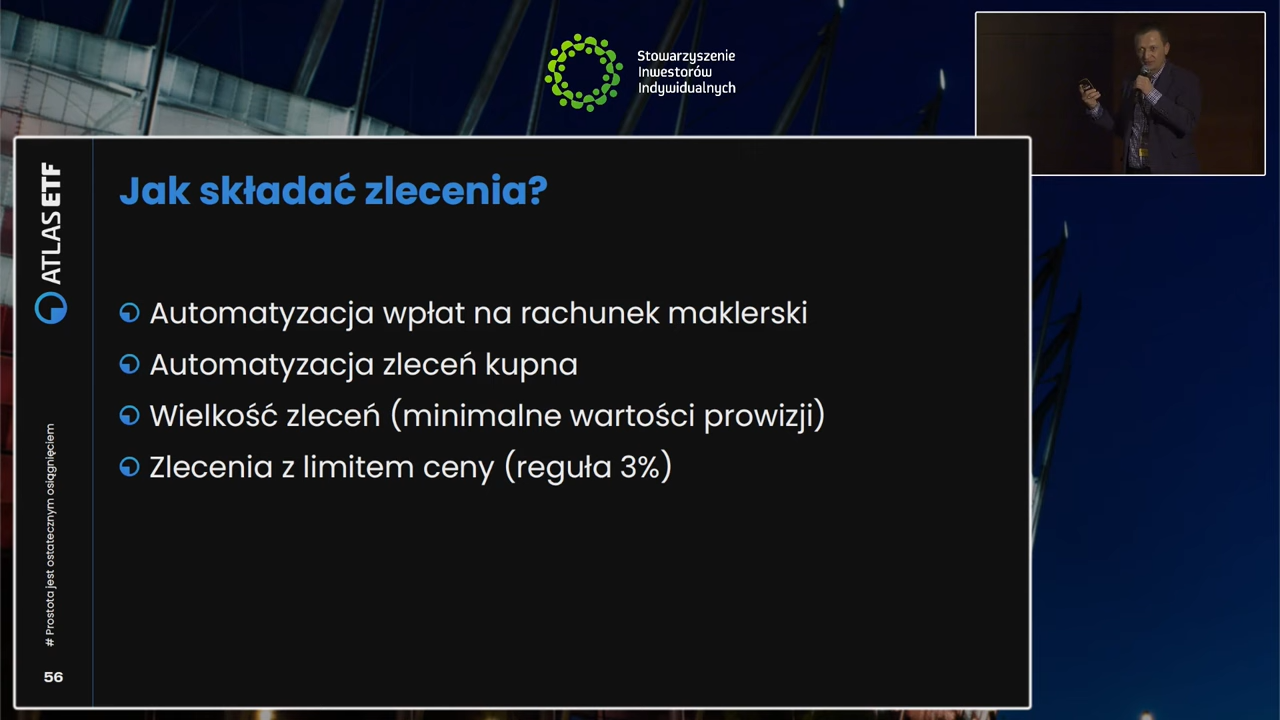 Stowarzyszenie
Inwestorów
Indywidualnych
ATLAS ETF
Jak składać zlecenia?
Automatyzacja wpłat na rachunek maklerski
Automatyzacja zleceń kupna
Wielkość zleceń (minimalne wartości prowizji)
Zlecenia z limitem ceny (reguła 3%)
# Prostota jest ostatecznym osiągnięciem
56